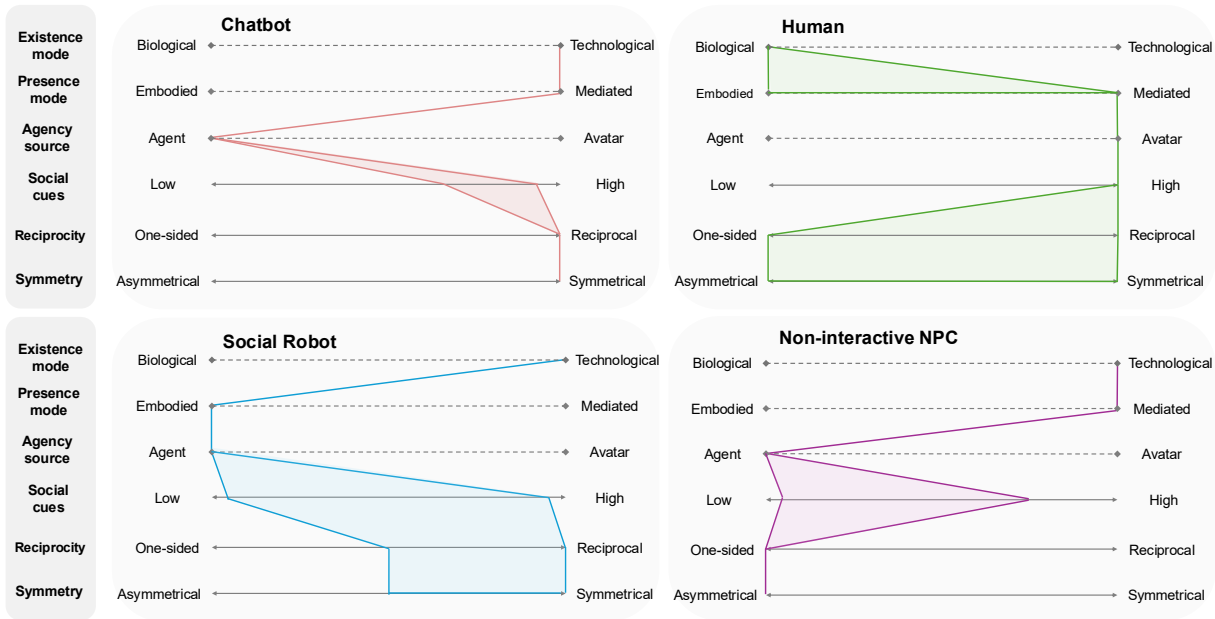 Chatbot
Existence
mode
Biological
Technological
Presence
mode
Embodied
Mediated
Agency
source
Agent
Avatar
Social
cues
Low
High
Reciprocity
One-sided
Reciprocal
Symmetry
Asymmetrical
Symmetrical
Human
Biological
Technological
Embodied
Mediated
Agent
Avatar
Low
High
One-sided
Reciprocal
Asymmetrical
Symmetrical
Social Robot
Existence
mode
Biological
Technological
Presence
mode
Embodied
Mediated
Agency
source
Agent
Avatar
Social
cues
Low
High
Reciprocity
One-sided
Reciprocal
Symmetry
Asymmetrical
Symmetrical
Non-interactive NPC
Biological
Technological
Embodied
Mediated
Agent
Avatar
Low
High
One-sided
Reciprocal
Asymmetrical
Symmetrical